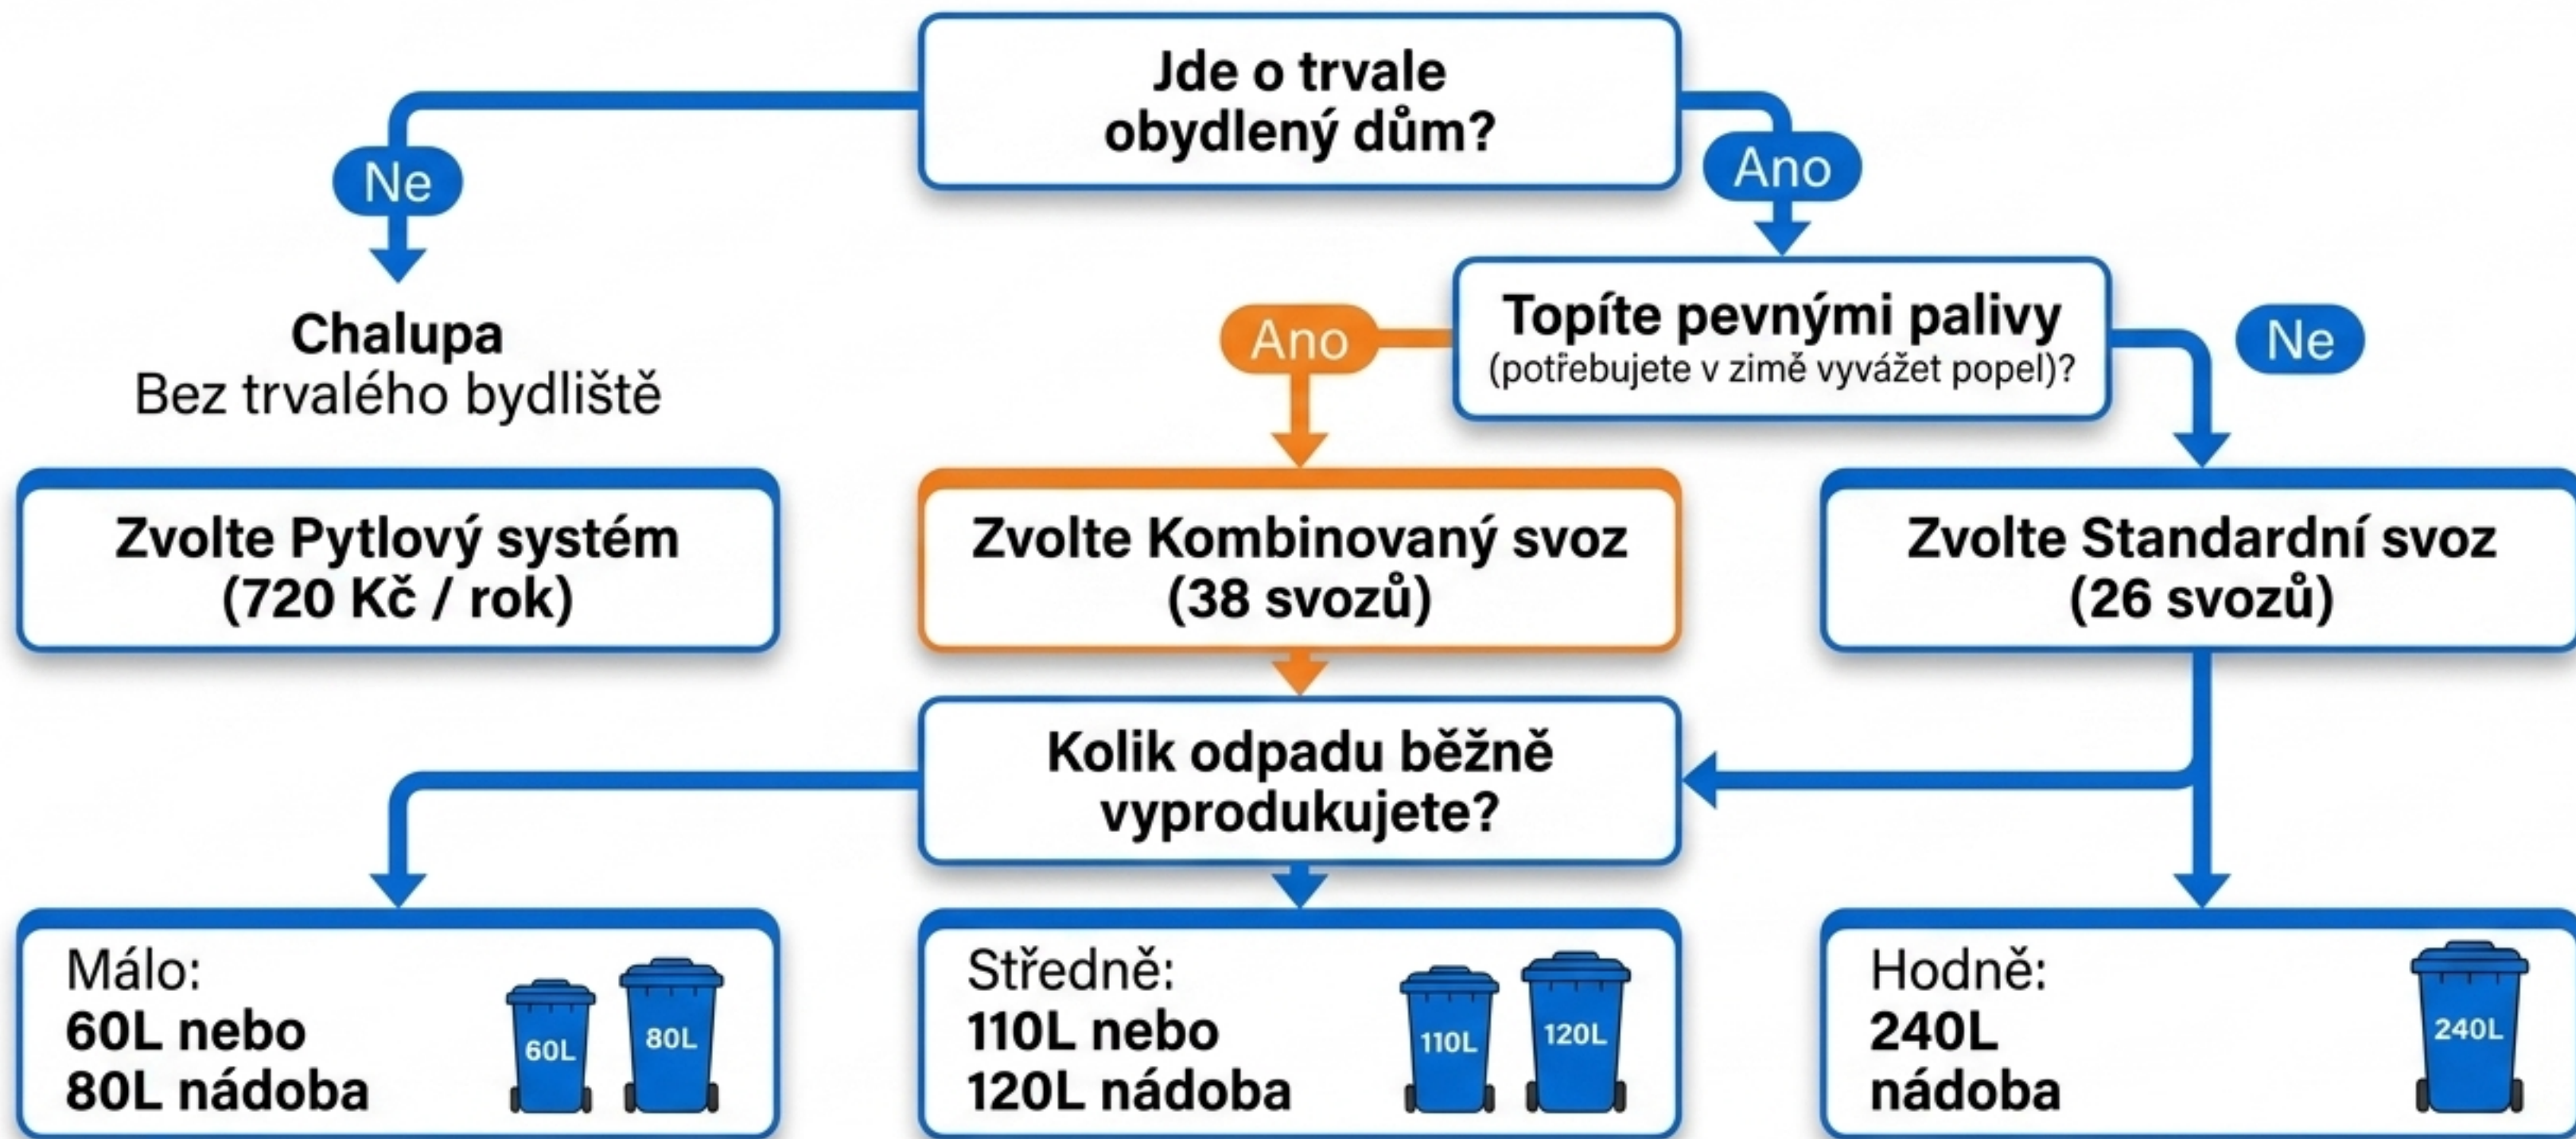 Jde o trvale
obydlený dům?
Ne
Ano
Chalupa
Bez trvalého bydliště
Topíte pevnými palivy
(potřebujete v zimě vyvážet popel)?
Ano
Ne
Zvolte Pytlový systém
(720 Kč / rok)
Zvolte Kombinovaný svoz
(38 svozů)
Zvolte Standardní svoz
(26 svozů)
Kolik odpadu běžně
vyprodukujete?
Málo:
60L nebo
80L nádoba
60L
80L
Středně:
110L nebo
120L nádoba
110L
120L
Hodně:
240L
nádoba
240L